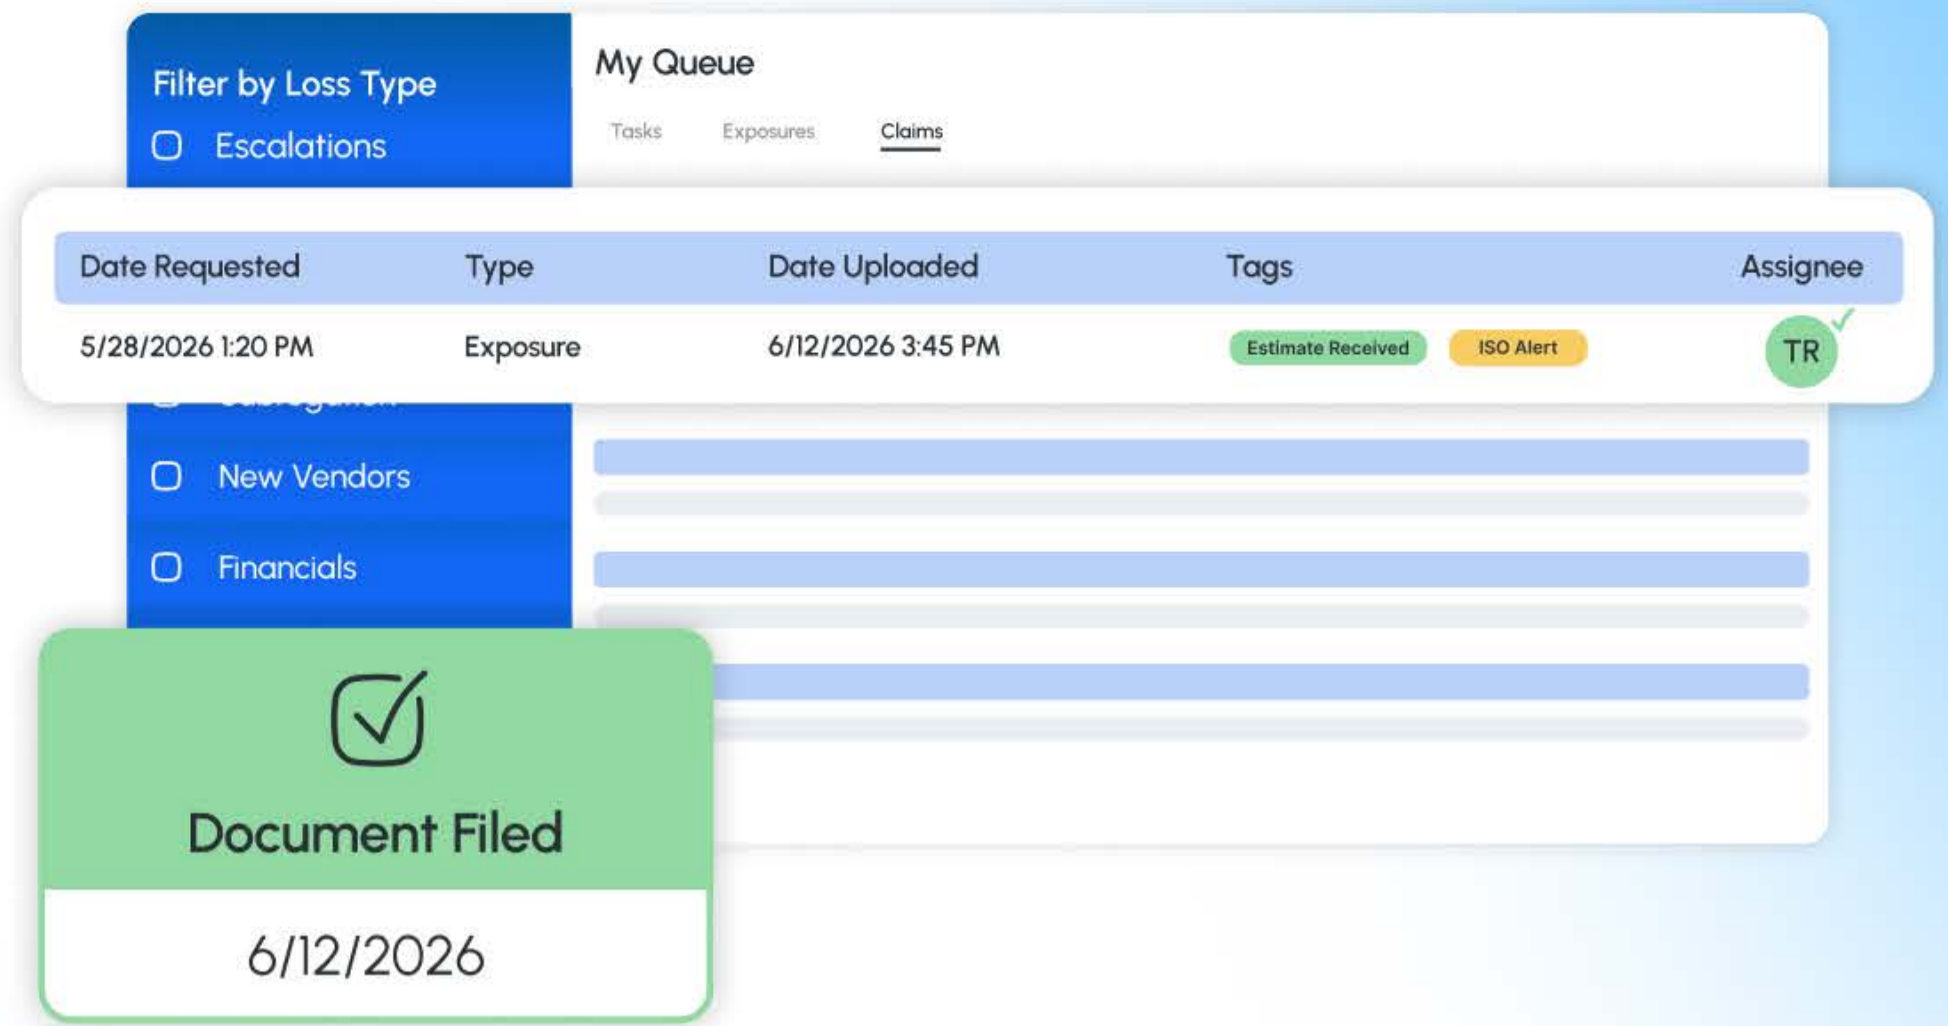 Filter by Loss Type
Escalations
My Queue
Tasks Exposures Claims
Date Requested Type Date Uploaded Tags Assignee
5/28/2026 1:20 PM Exposure 6/12/2026 3:45 PM Estimate Received ISO Alert TR
New Vendors
Financials
Document Filed
6/12/2026